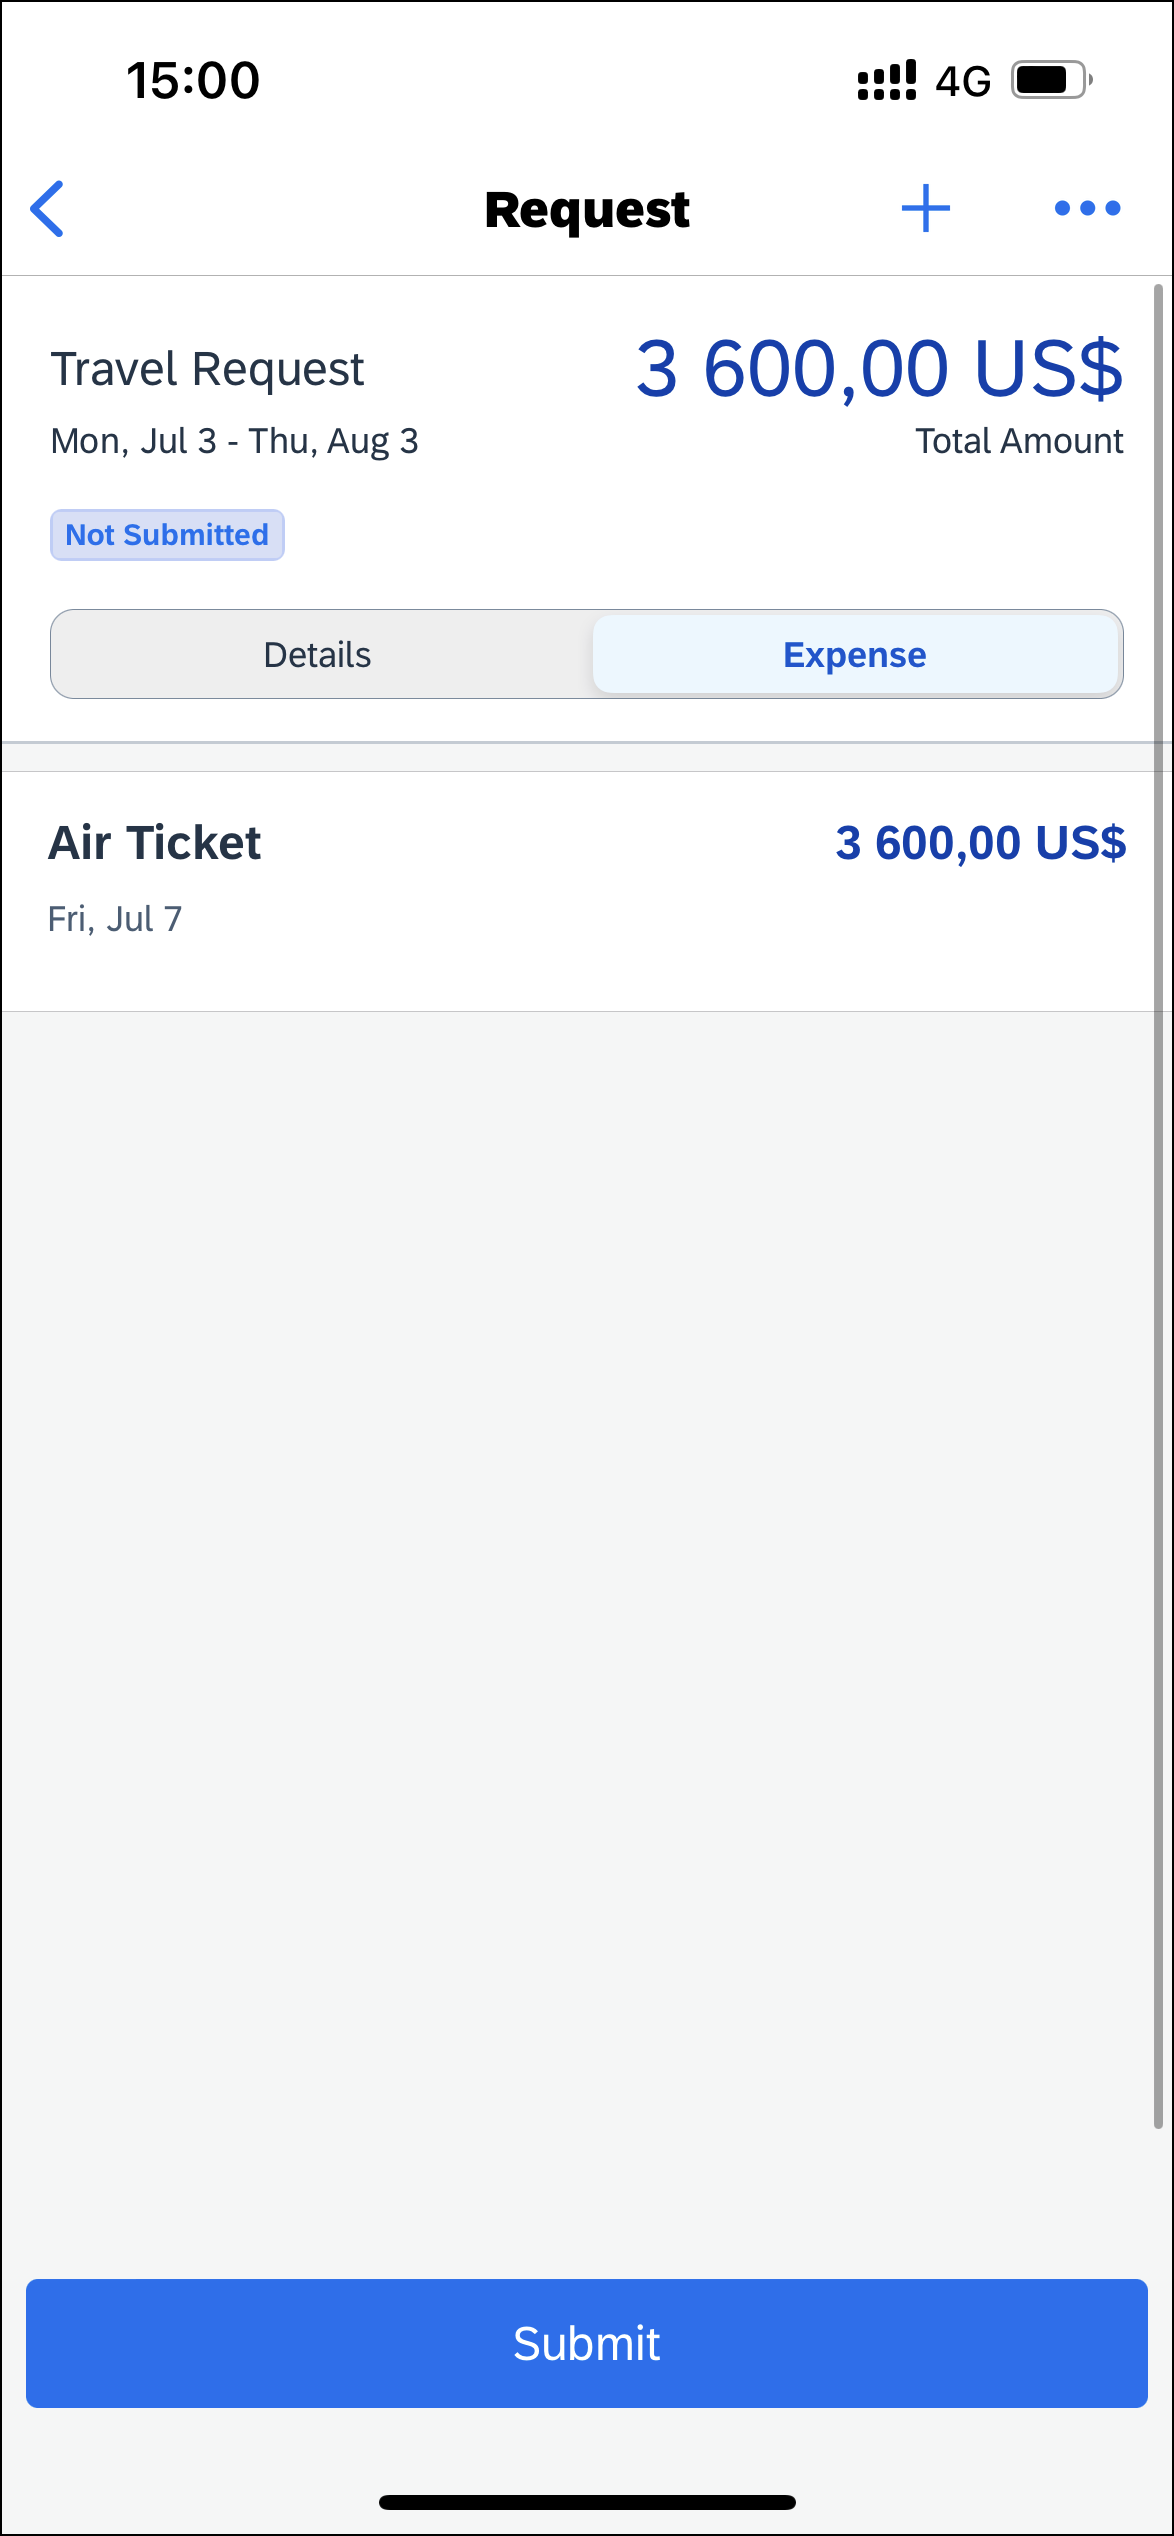 15:00 4G
Request
Travel Request 3 600,00 US$
Mon, Jul 3 - Thu, Aug 3 Total Amount
Not Submitted
Details Expense
Air Ticket 3 600,00 US$
Fri, Jul 7
Submit